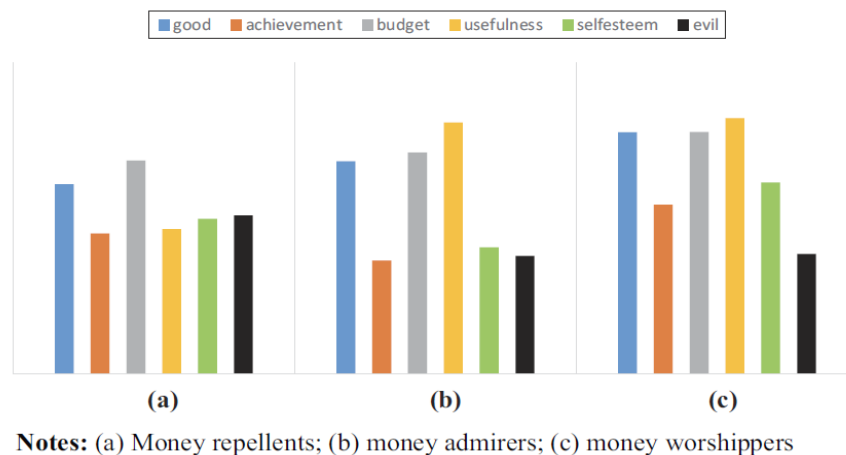 good achievement budget usefulness selfesteem evil
(a) (b) (c)
Notes: (a) Money repellents; (b) money admirers; (c) money worshippers